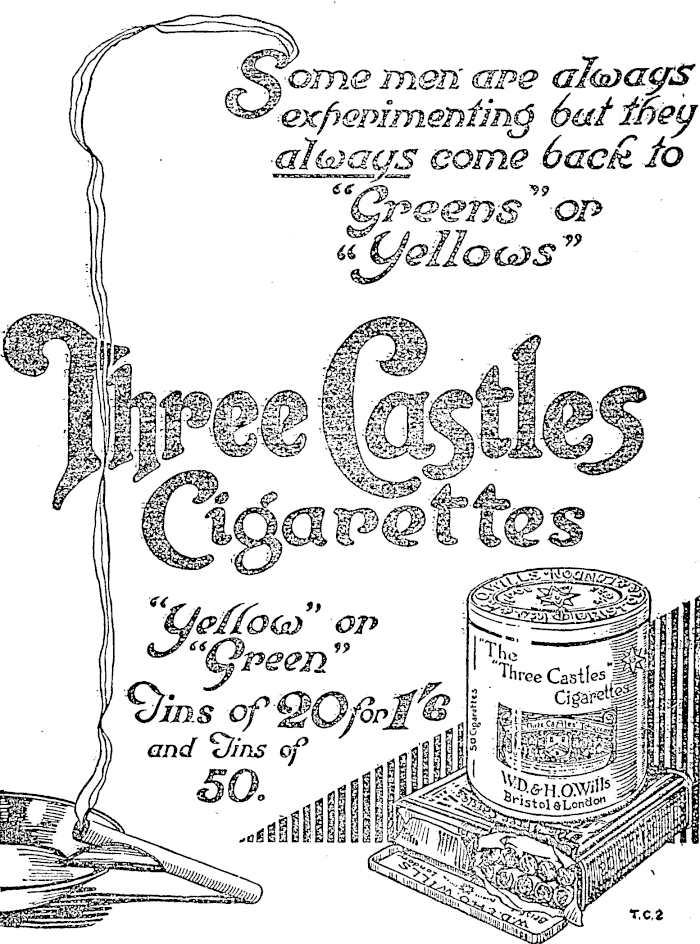 Some men are always
experimenting but they
always come back to
"Greens" or
"Yellows"
Three Castles
Cigarettes
"Yellow" or
"Green"
Tins of 20 for 1/6
and Tins of
50.
"The
"Three Castles"
Cigarettes
50 Cigarettes
W.D. & H.O. Wills
Bristol & London
W.D. & H.O. WILLS
T.C.2